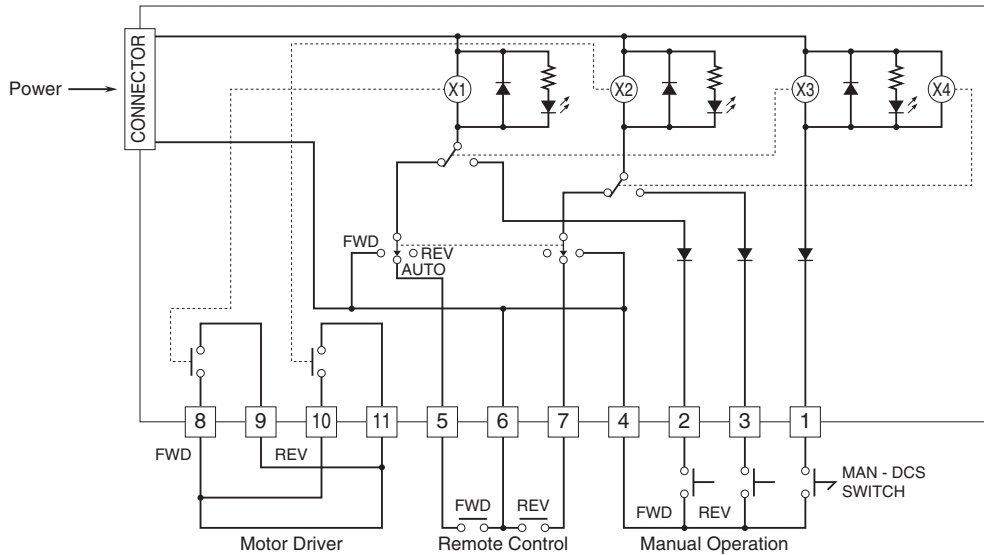 X1
X2
X3
X4
Power
CONNECTOR
FWD
REV
AUTO
8
9
10
11
5
6
7
4
2
3
1
FWD
REV
FWD
REV
FWD
REV
MAN - DCS
SWITCH
Motor Driver
Remote Control
Manual Operation